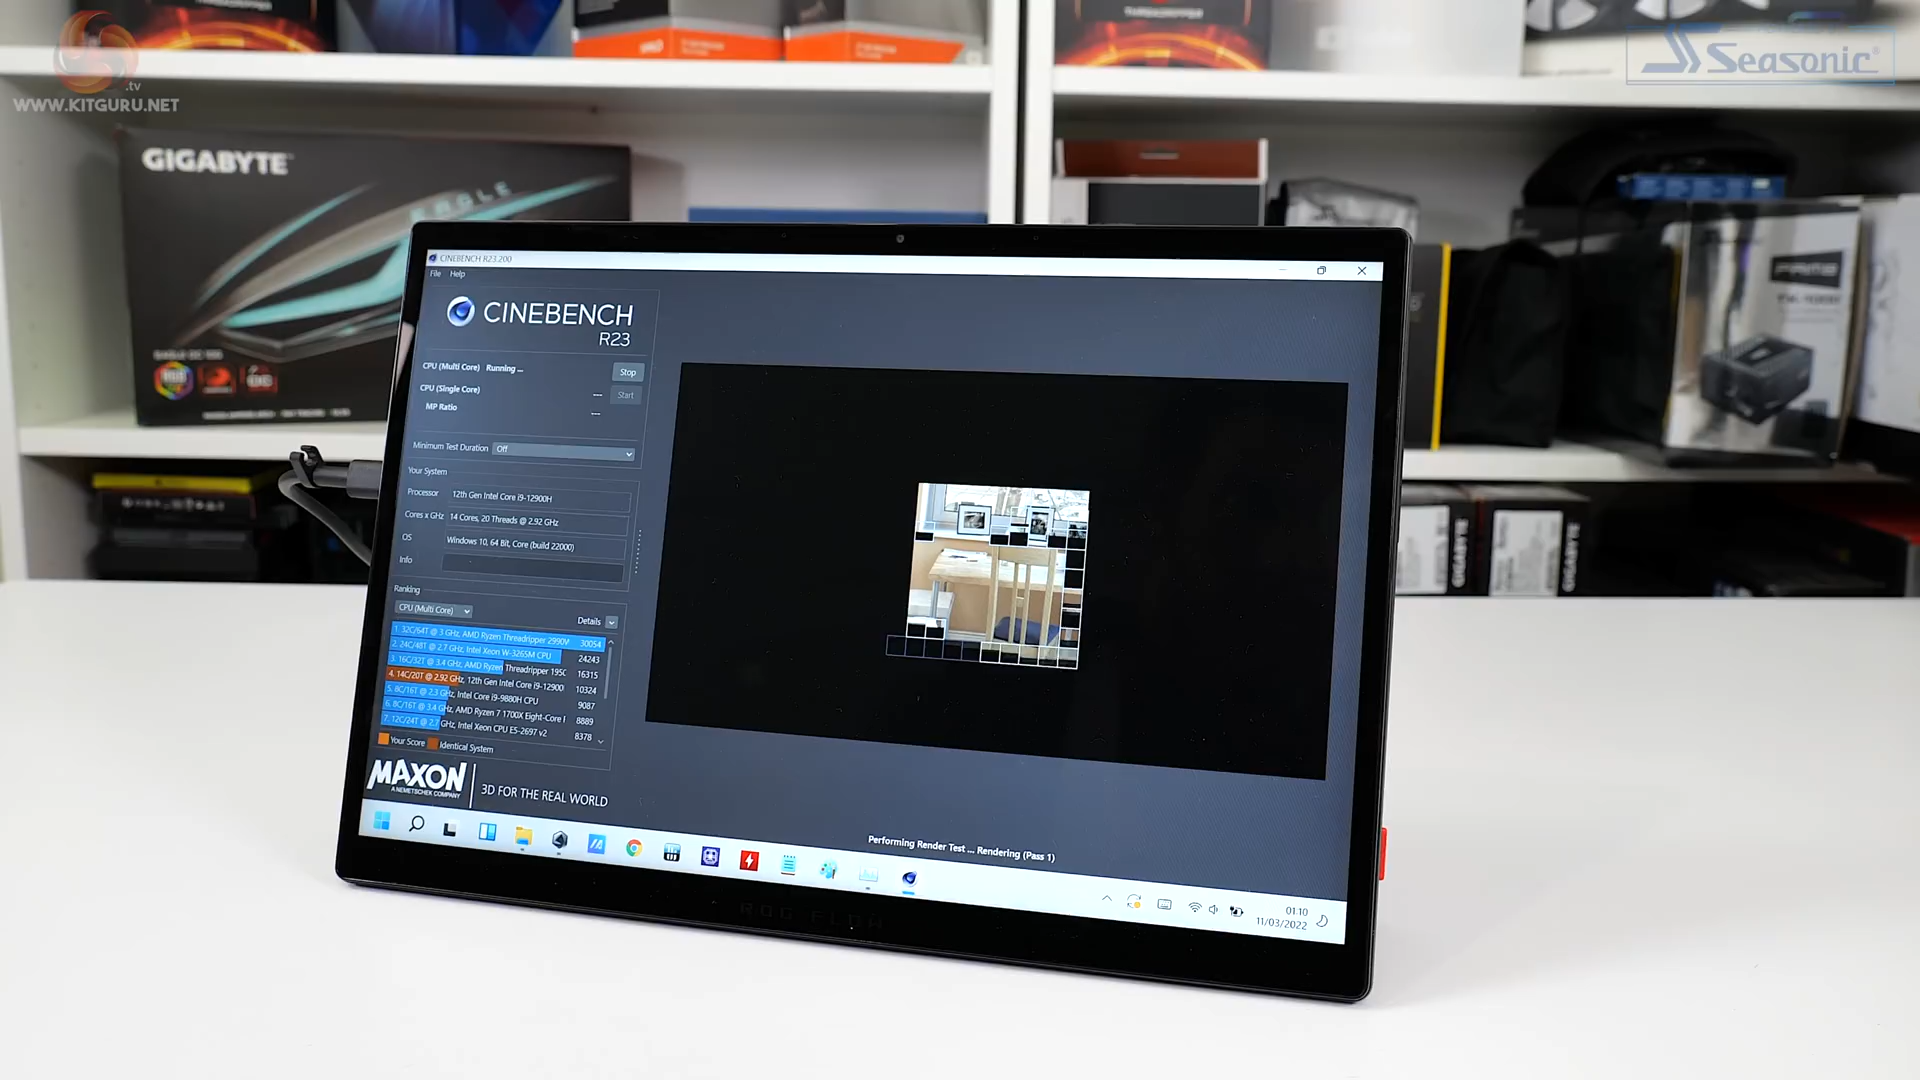 .tv
WWW.KITGURU.NET
Seasonic
GIGABYTE
EAGLE
CINEBENCH R23.200
File Help
CINEBENCH
R23
CPU (Multi Core) Running ...
Stop
CPU (Single Core) ---
Start
MP Ratio ---
Minimum Test Duration Off
Your System
Processor 12th Gen Intel Core i9-12900H
Cores x GHz 14 Cores, 20 Threads @ 2.92 GHz
OS Windows 10, 64 Bit, Core (build 22000)
Info
Ranking
CPU (Multi Core)
Details
1. 32C/64T @ 3 GHz, AMD Ryzen Threadripper 2990W 30054
2. 24C/48T @ 2.7 GHz, Intel Xeon W-3265M CPU 24243
3. 16C/32T @ 3.4 GHz, AMD Ryzen Threadripper 195 16315
4. 14C/20T @ 2.92 GHz, 12th Gen Intel Core i9-12900 10324
5. 8C/16T @ 2.3 GHz, Intel Core i9-9880H CPU 9087
6. 8C/16T @ 3.4 GHz, AMD Ryzen 7 1700X Eight-Core 8889
7. 12C/24T @ 2.7 GHz, Intel Xeon CPU E5-2697 v2 8378
Your Score Identical System
MAXON
A NEMETSCHEK COMPANY
3D FOR THE REAL WORLD
Performing Render Test ... Rendering (Pass 1)
01:10
11/03/2022
ROG FLOW
GIGABYTE
GIGABYTE